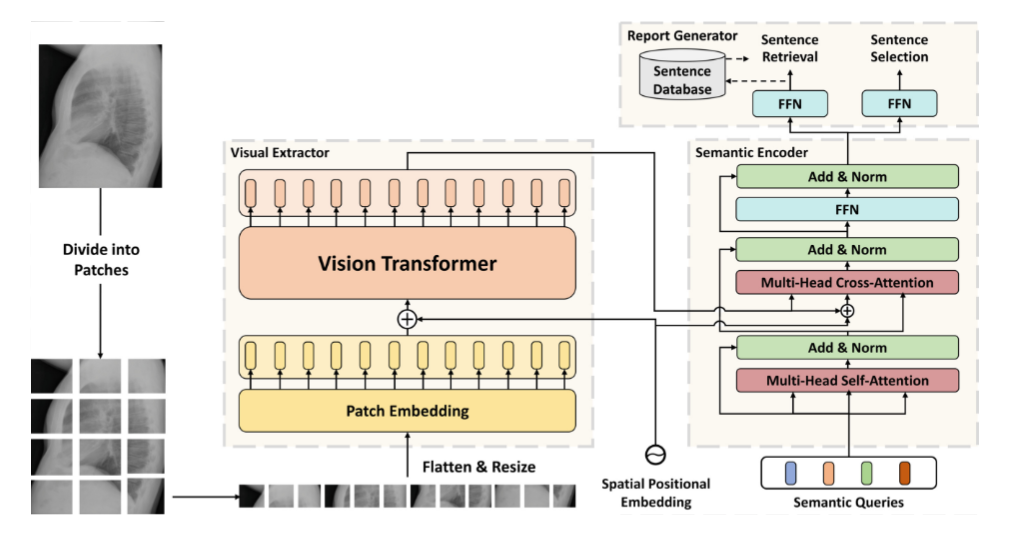 Report Generator
Sentence
Database
Sentence
Retrieval
Sentence
Selection
FFN
FFN
Visual Extractor
Vision Transformer
Patch Embedding
Divide into
Patches
Flatten & Resize
Spatial Positional
Embedding
Semantic Encoder
Add & Norm
FFN
Add & Norm
Multi-Head Cross-Attention
Add & Norm
Multi-Head Self-Attention
Semantic Queries